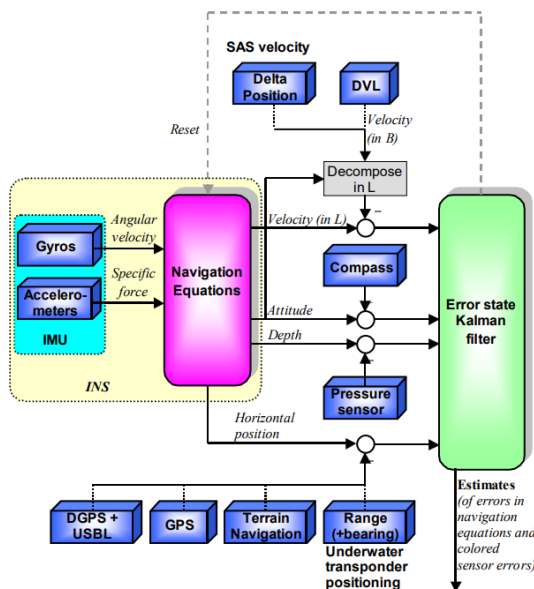 SAS velocity
Delta
Position
DVL
Velocity
(in B)
Reset
Decompose
in L
Angular
velocity
Velocity (in L)
Gyros
Navigation
Equations
Compass
Specific
force
Accelero-
meters
IMU
INS
Attitude
Depth
Error state
Kalman
filter
Pressure
sensor
Horizontal
position
DGPS +
USBL
GPS
Terrain
Navigation
Range
(+bearing)
Underwater
transponder
positioning
Estimates
(of errors in
navigation
equations and
colored
sensor errors)